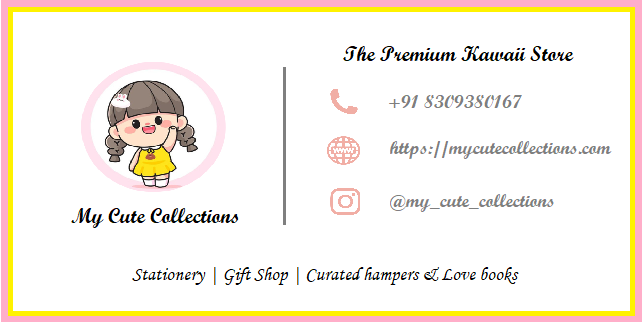 The Premium Kawaii Store
+91 8309380167
https://mycutecollections.com
@my_cute_collections
My Cute Collections
Stationery | Gift Shop | Curated hampers & Love books